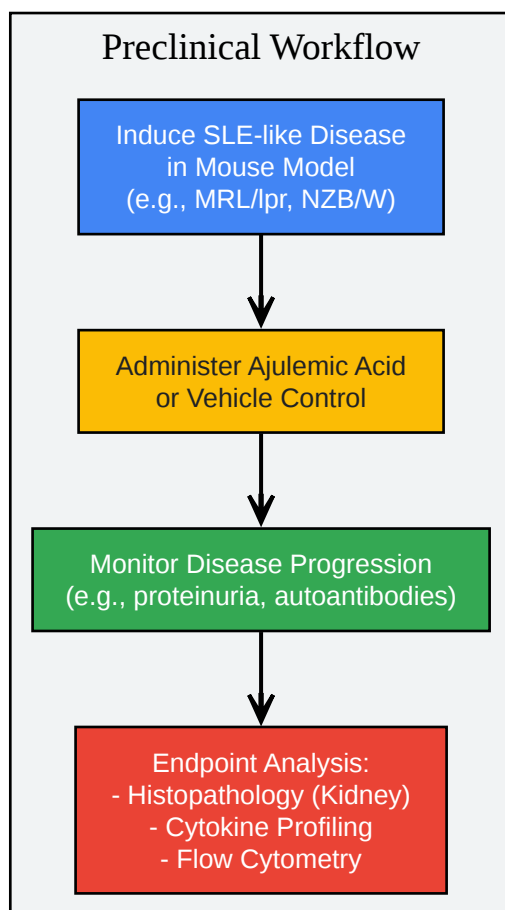 Preclinical Workflow
Induce SLE-like Disease
in Mouse Model
(e.g., MRL/lpr, NZB/W)
Administer Ajulemic Acid
or Vehicle Control
Monitor Disease Progression
(e.g., proteinuria, autoantibodies)
Endpoint Analysis:
- Histopathology (Kidney)
- Cytokine Profiling
- Flow Cytometry